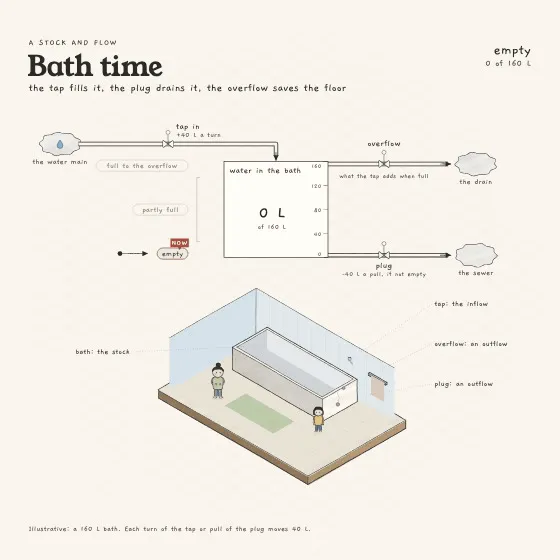 A STOCK AND FLOW
Bath time
the tap fills it, the plug drains it, the overflow saves the floor
empty
0 of 160 L
tap in
+40 L a turn
the water main
full to the overflow
partly full
NOW
empty
water in the bath
0 L
of 160 L
160
120
80
40
0
overflow
what the tap adds when full
the drain
plug
-40 L a pull, if not empty
the sewer
tap: the inflow
bath: the stock
overflow: an outflow
plug: an outflow
Illustrative: a 160 L bath. Each turn of the tap or pull of the plug moves 40 L.